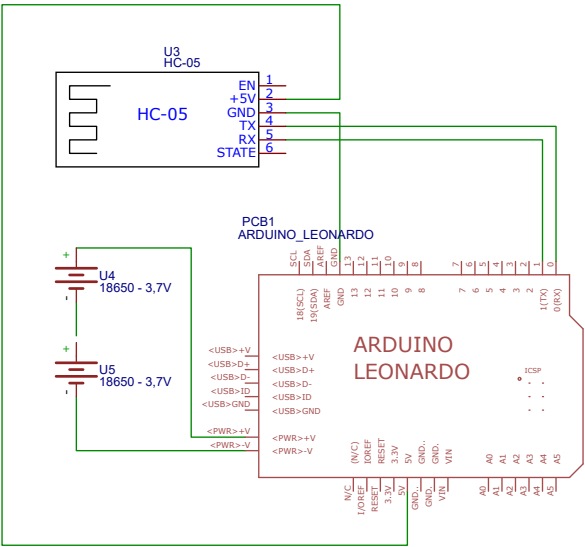 U3
HC-05
HC-05
EN 1
+5V 2
GND 3
TX 4
RX 5
STATE 6
PCB1
ARDUINO_LEONARDO
SCL SDA AREF GND 13 12 11 10 9 8 7 6 5 4 3 2 1 0
18(SCL) 19(SDA) AREF GND 13 12 11 10 9 8 7 6 5 4 3 2 1(TX) 0(RX)
+
U4
18650 - 3,7V
-
+
U5
18650 - 3,7V
-
ARDUINO
LEONARDO
ICSP
<USB>+V <USB>+V
<USB>D+ <USB>D+
<USB>D- <USB>D-
<USB>ID <USB>ID
<USB>GND <USB>GND
<PWR>+V <PWR>+V
<PWR>-V <PWR>-V
(N/C) IOREF RESET 3.3V 5V GND.. GND. VIN A0 A1 A2 A3 A4 A5
N/C I/OREF RESET 3.3V 5V GND.. GND. VIN A0 A1 A2 A3 A4 A5